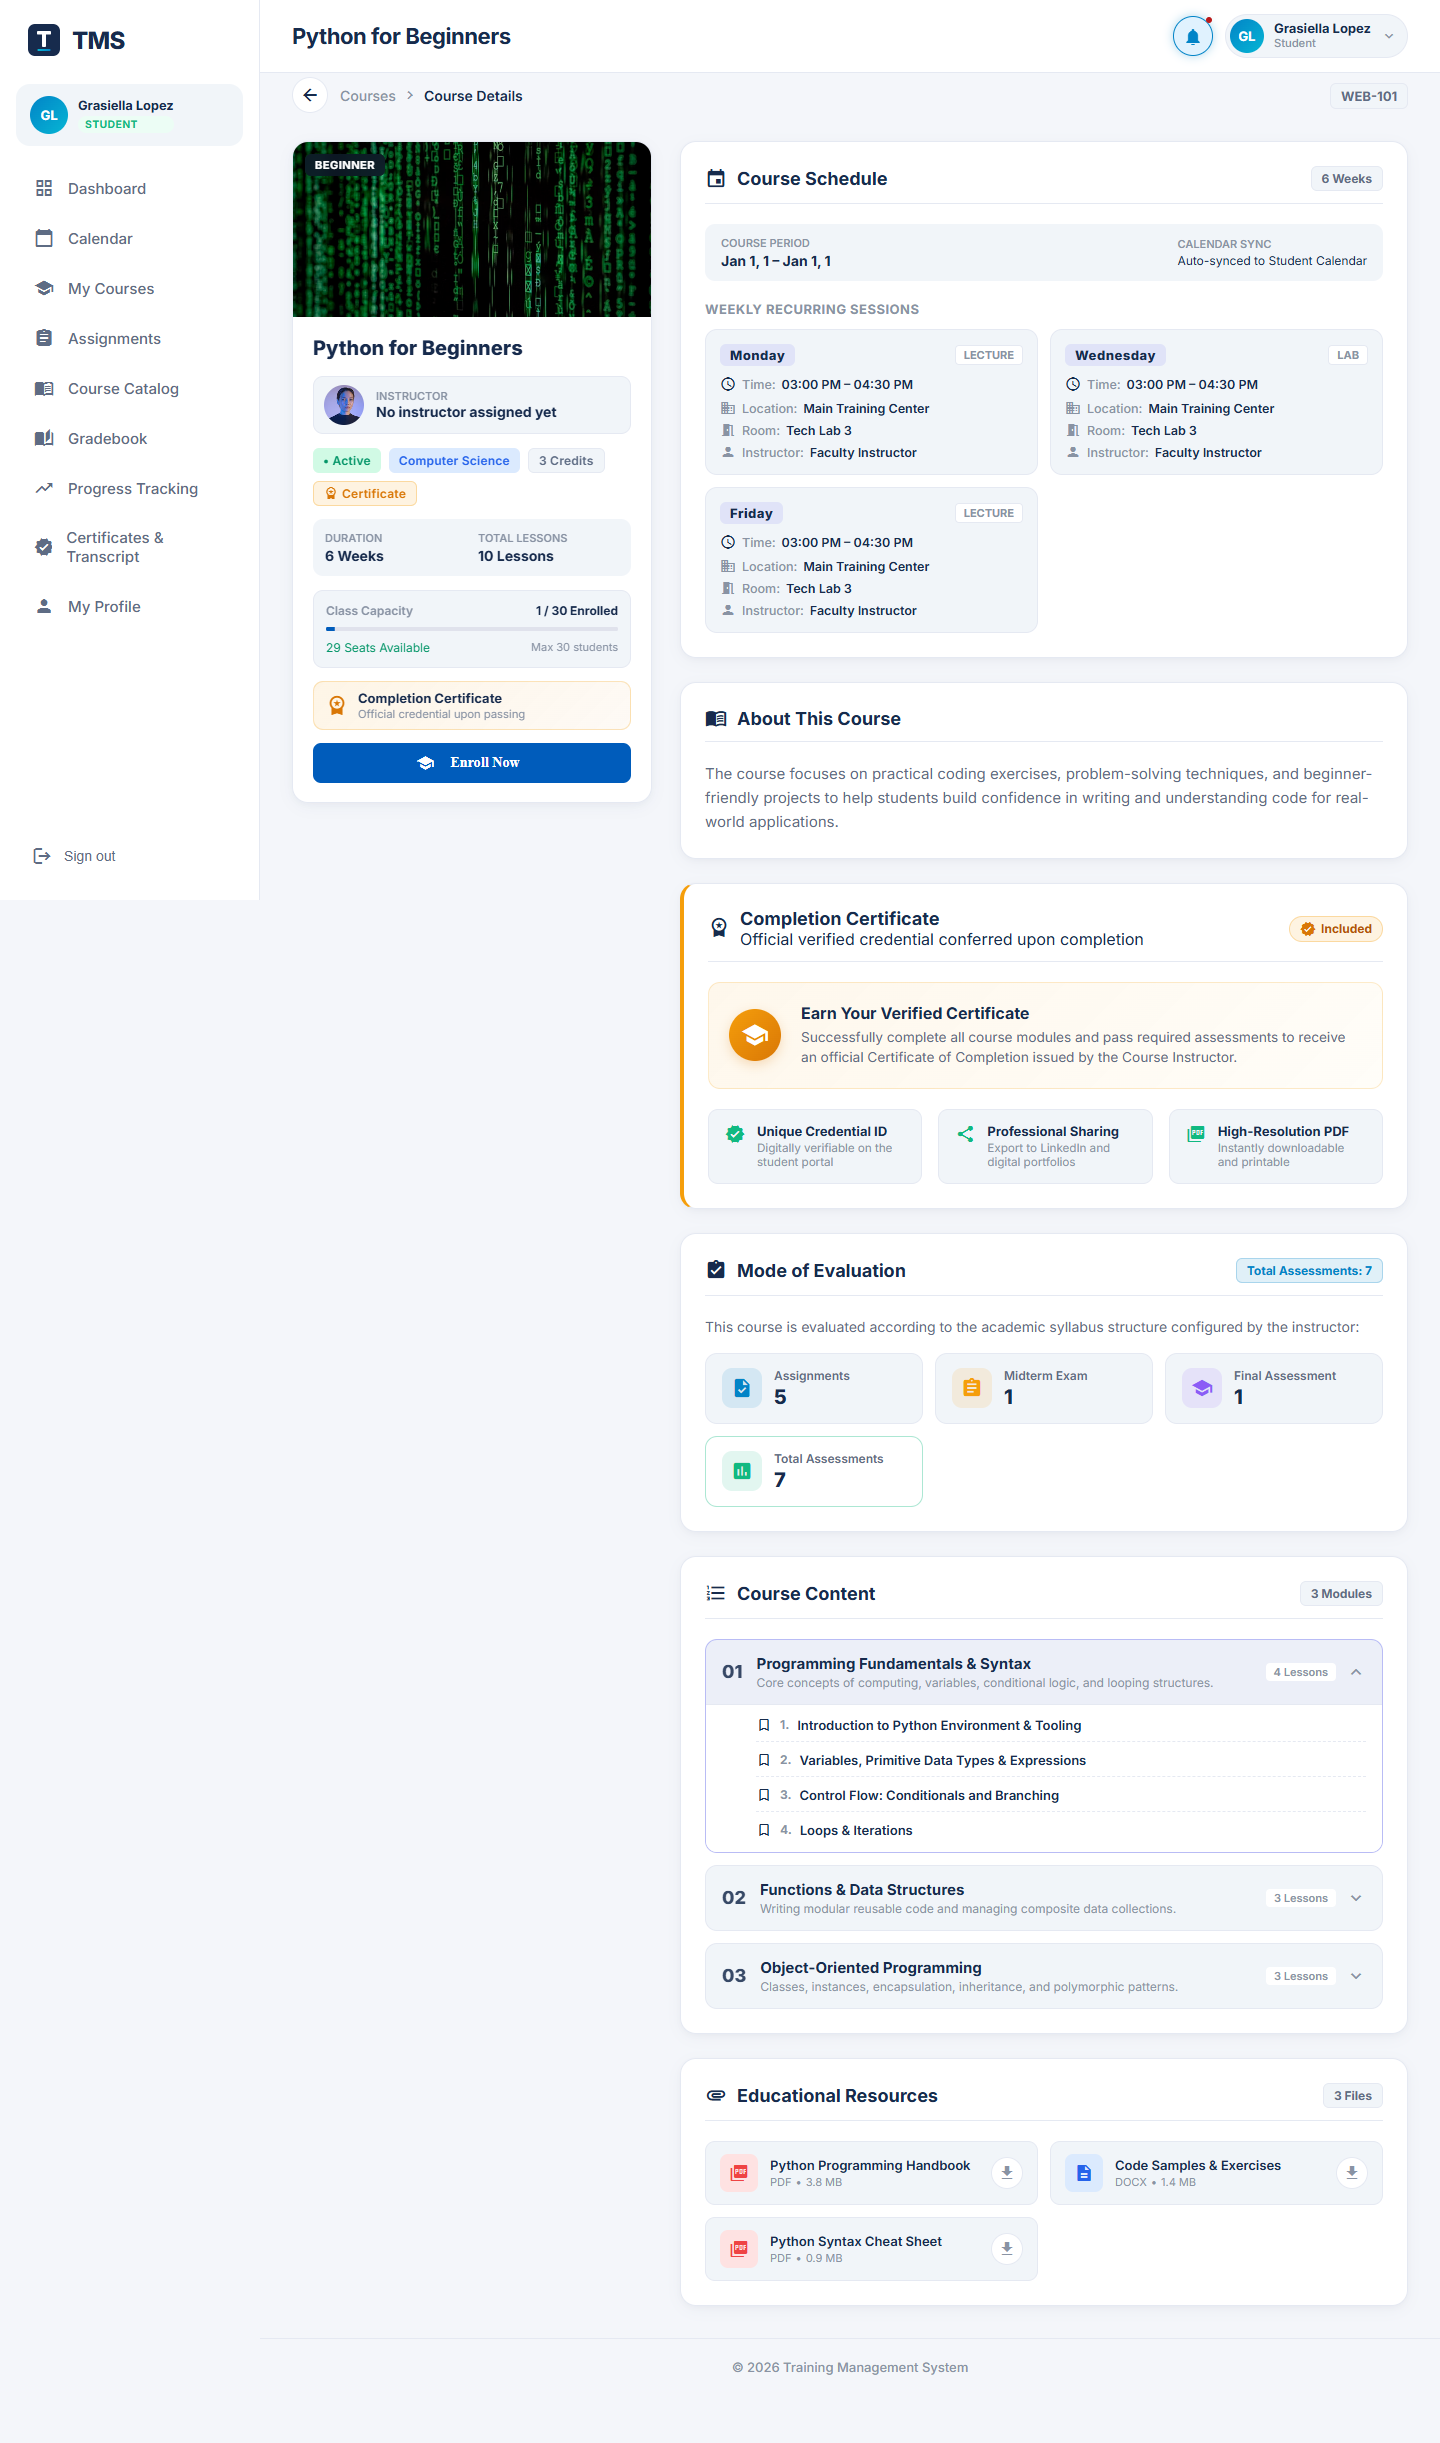 TMS
GL
Grasiella Lopez
STUDENT
Dashboard
Calendar
My Courses
Assignments
Course Catalog
Gradebook
Progress Tracking
Certificates &
Transcript
My Profile
Sign out
Python for Beginners
GL
Grasiella Lopez
Student
Courses
Course Details
WEB-101
BEGINNER
Python for Beginners
INSTRUCTOR
No instructor assigned yet
• Active
Computer Science
3 Credits
Certificate
DURATION
6 Weeks
TOTAL LESSONS
10 Lessons
Class Capacity
1 / 30 Enrolled
29 Seats Available
Max 30 students
Completion Certificate
Official credential upon passing
Enroll Now
Course Schedule
6 Weeks
COURSE PERIOD
Jan 1, 1 – Jan 1, 1
CALENDAR SYNC
Auto-synced to Student Calendar
WEEKLY RECURRING SESSIONS
Monday
LECTURE
Time: 03:00 PM – 04:30 PM
Location: Main Training Center
Room: Tech Lab 3
Instructor: Faculty Instructor
Wednesday
LAB
Time: 03:00 PM – 04:30 PM
Location: Main Training Center
Room: Tech Lab 3
Instructor: Faculty Instructor
Friday
LECTURE
Time: 03:00 PM – 04:30 PM
Location: Main Training Center
Room: Tech Lab 3
Instructor: Faculty Instructor
About This Course
The course focuses on practical coding exercises, problem-solving techniques, and beginner-
friendly projects to help students build confidence in writing and understanding code for real-
world applications.
Completion Certificate
Official verified credential conferred upon completion
Included
Earn Your Verified Certificate
Successfully complete all course modules and pass required assessments to receive
an official Certificate of Completion issued by the Course Instructor.
Unique Credential ID
Digitally verifiable on the
student portal
Professional Sharing
Export to LinkedIn and
digital portfolios
High-Resolution PDF
Instantly downloadable
and printable
Mode of Evaluation
Total Assessments: 7
This course is evaluated according to the academic syllabus structure configured by the instructor:
Assignments
5
Midterm Exam
1
Final Assessment
1
Total Assessments
7
Course Content
3 Modules
01
Programming Fundamentals & Syntax
Core concepts of computing, variables, conditional logic, and looping structures.
4 Lessons
1. Introduction to Python Environment & Tooling
2. Variables, Primitive Data Types & Expressions
3. Control Flow: Conditionals and Branching
4. Loops & Iterations
02
Functions & Data Structures
Writing modular reusable code and managing composite data collections.
3 Lessons
03
Object-Oriented Programming
Classes, instances, encapsulation, inheritance, and polymorphic patterns.
3 Lessons
Educational Resources
3 Files
Python Programming Handbook
PDF • 3.8 MB
Code Samples & Exercises
DOCX • 1.4 MB
Python Syntax Cheat Sheet
PDF • 0.9 MB
© 2026 Training Management System